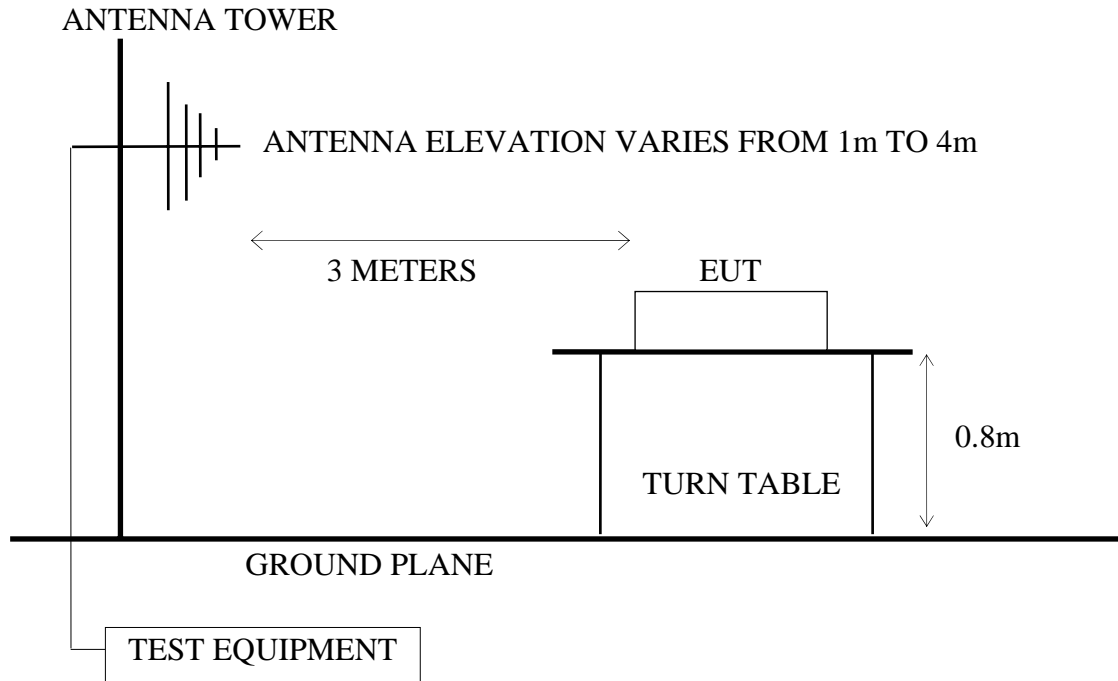 ANTENNA TOWER
ANTENNA ELEVATION VARIES FROM 1m TO 4m
3 METERS
EUT
0.8m
TURN TABLE
GROUND PLANE
TEST EQUIPMENT